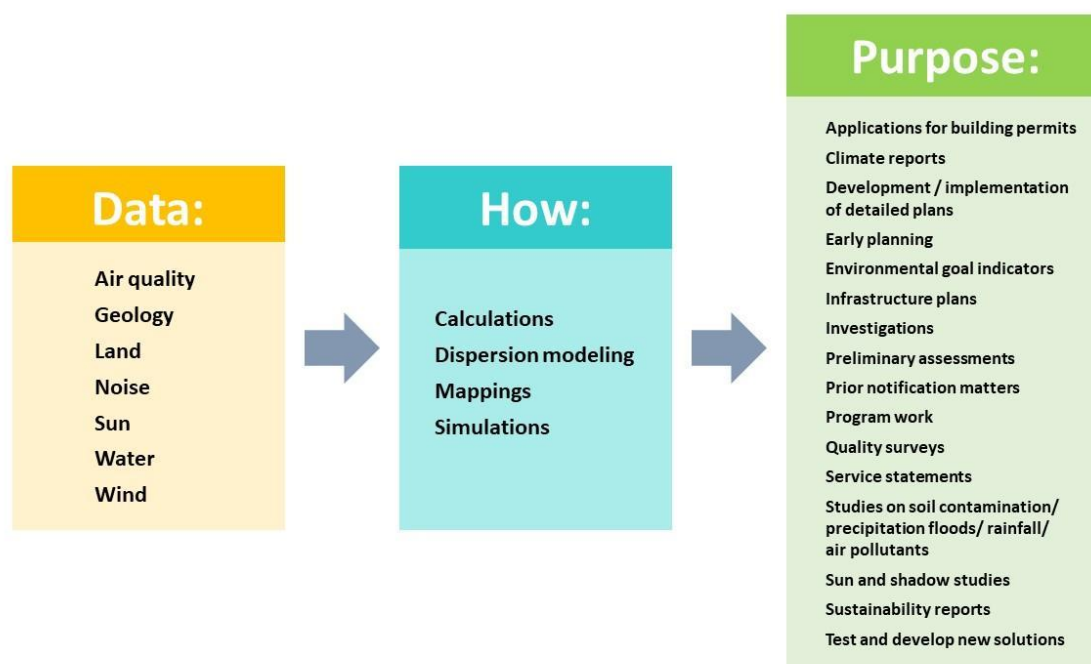 Data:
Air quality
Geology
Land
Noise
Sun
Water
Wind
How:
Calculations
Dispersion modeling
Mappings
Simulations
Purpose:
Applications for building permits
Climate reports
Development / implementation
of detailed plans
Early planning
Environmental goal indicators
Infrastructure plans
Investigations
Preliminary assessments
Prior notification matters
Program work
Quality surveys
Service statements
Studies on soil contamination/
precipitation floods/ rainfall/
air pollutants
Sun and shadow studies
Sustainability reports
Test and develop new solutions